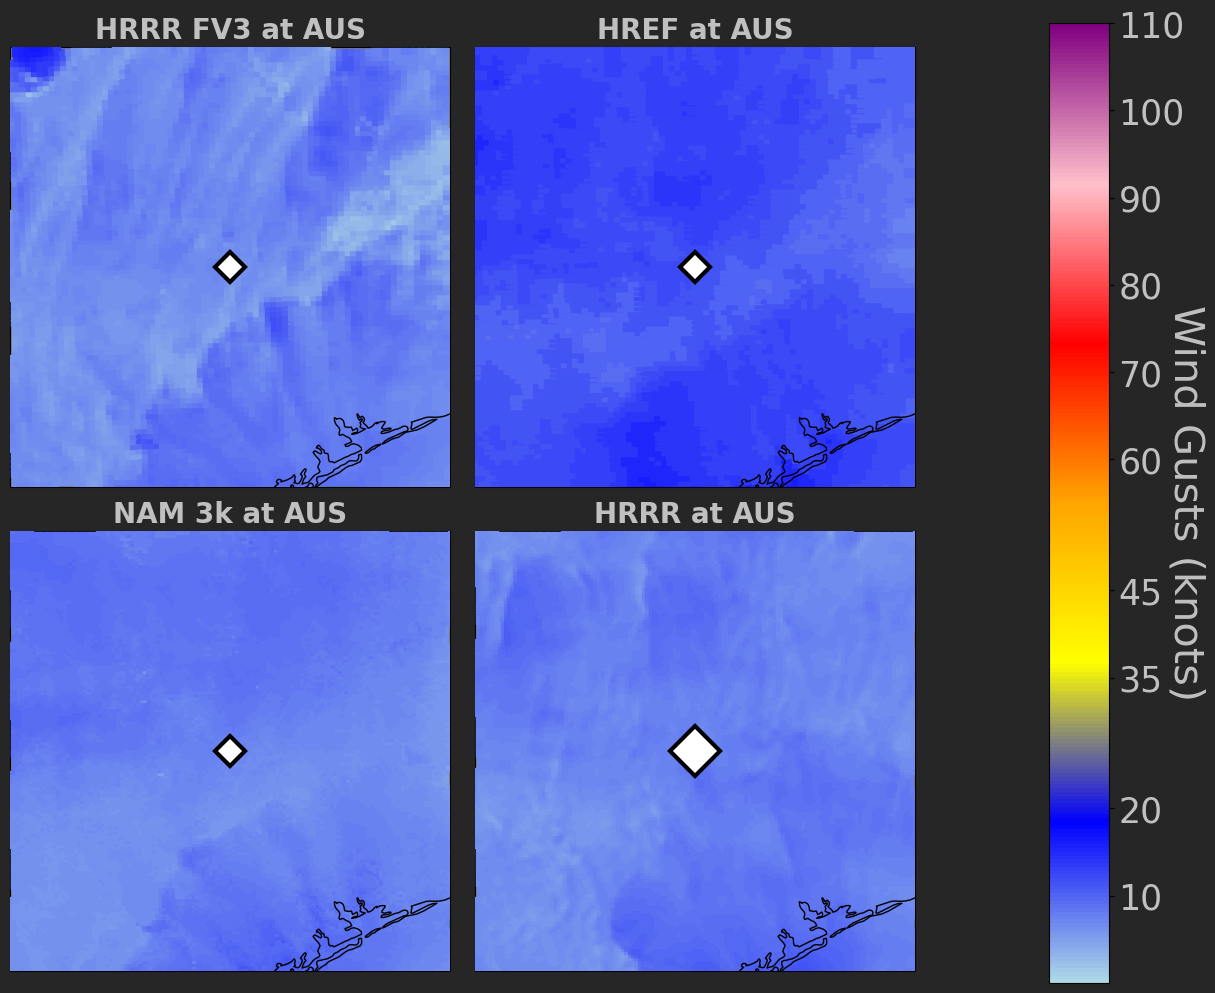 HRRR FV3 at AUS
HREF at AUS
NAM 3k at AUS
HRRR at AUS
110
100
90
80
70
60
45
35
20
10
Wind Gusts (knots)